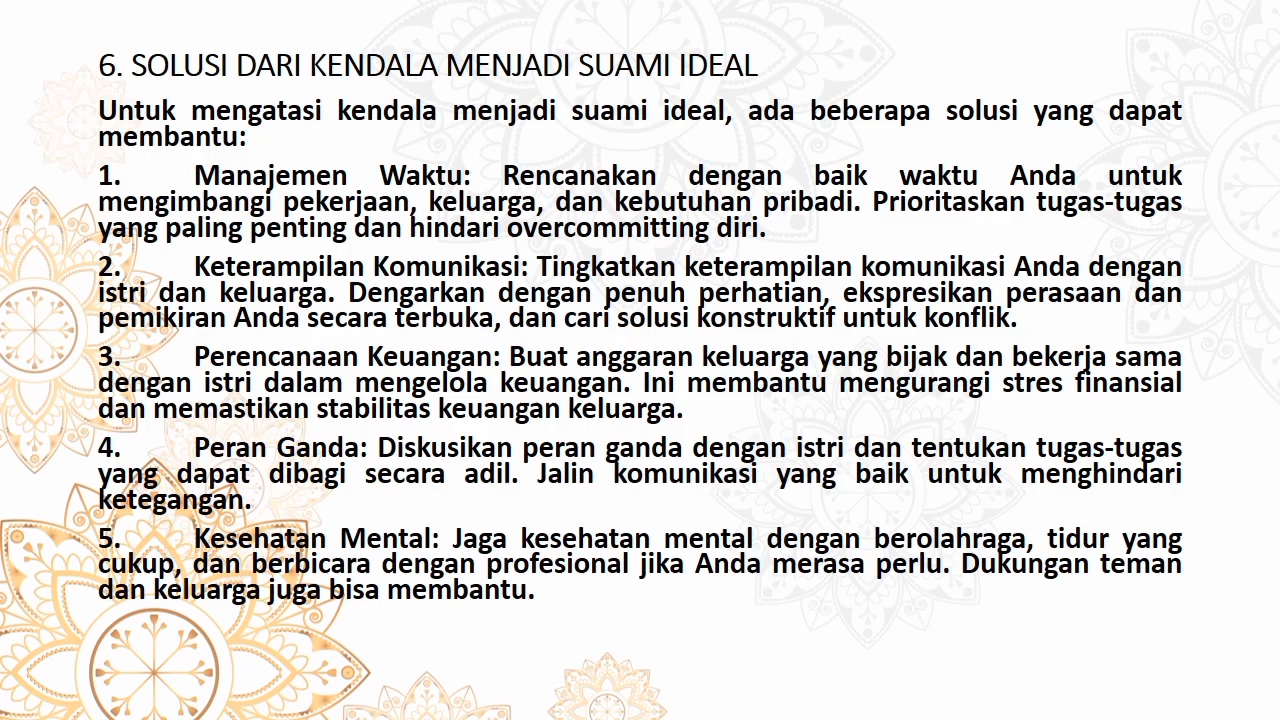 6. SOLUSI DARI KENDALA MENJADI SUAMI IDEAL
Untuk mengatasi kendala menjadi suami ideal, ada beberapa solusi yang dapat
membantu:
1. Manajemen Waktu: Rencanakan dengan baik waktu Anda untuk
mengimbangi pekerjaan, keluarga, dan kebutuhan pribadi. Prioritaskan tugas-tugas
yang paling penting dan hindari overcommitting diri.
2. Keterampilan Komunikasi: Tingkatkan keterampilan komunikasi Anda dengan
istri dan keluarga. Dengarkan dengan penuh perhatian, ekspresikan perasaan dan
pemikiran Anda secara terbuka, dan cari solusi konstruktif untuk konflik.
3. Perencanaan Keuangan: Buat anggaran keluarga yang bijak dan bekerja sama
dengan istri dalam mengelola keuangan. Ini membantu mengurangi stres finansial
dan memastikan stabilitas keuangan keluarga.
4. Peran Ganda: Diskusikan peran ganda dengan istri dan tentukan tugas-tugas
yang dapat dibagi secara adil. Jalin komunikasi yang baik untuk menghindari
ketegangan.
5. Kesehatan Mental: Jaga kesehatan mental dengan berolahraga, tidur yang
cukup, dan berbicara dengan profesional jika Anda merasa perlu. Dukungan teman
dan keluarga juga bisa membantu.